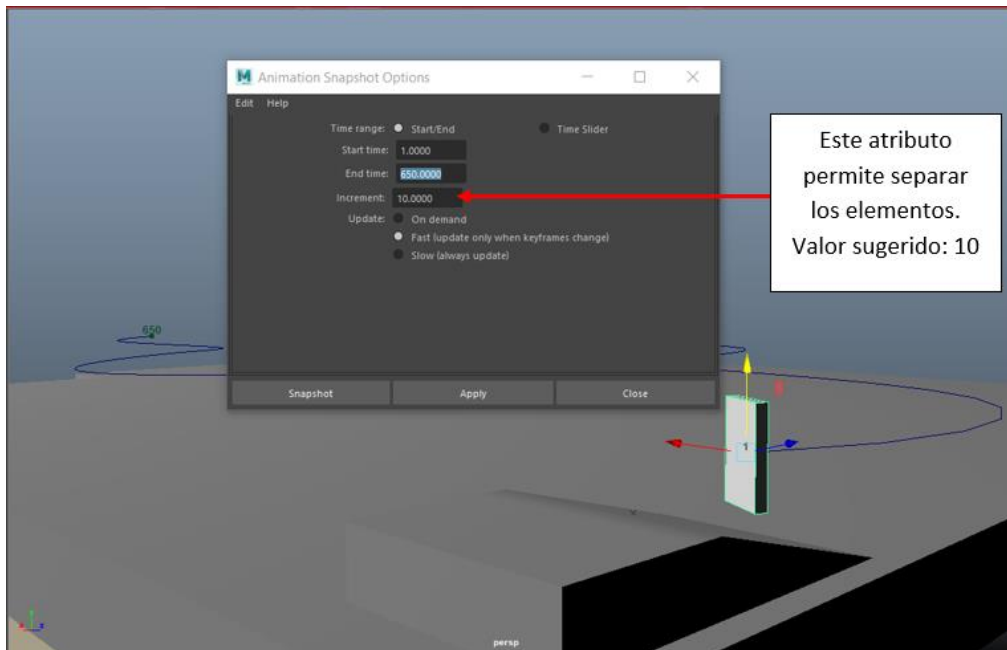 Animation Snapshot Options
Edit Help
Time range: Start/End Time Slider
Start time: 1.0000
End time: 650.0000
Increment: 10.0000
Update: On demand
Fast (update only when keyframes change)
Slow (always update)
Snapshot Apply Close
Este atributo
permite separar
los elementos.
Valor sugerido: 10
650
1
persp